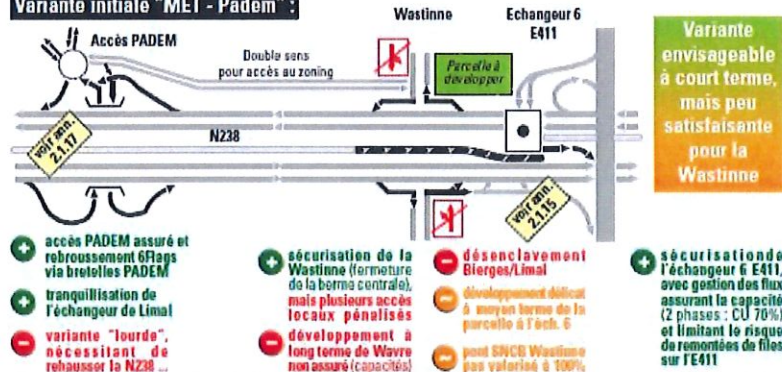 Variante initiale "MET - Padem" :
Wastinne
Echangeur 6
E411
Accès PADEM
Double sens
pour accès au zoning
Parcelle à
développer
N238
voir ann.
2.1.17
voir ann.
2.1.15
Variante
envisageable
à court terme,
mais peu
satisfaisante
pour la
Wastinne
accès PADEM assuré et
rebroussement 6Flags
via bretelles PADEM
tranquillisation de
l'échangeur de Limal
variante "lourde",
nécessitant de
rehausser la N238 ...
sécurisation de la
Wastinne (fermeture
de la berme centrale),
mais plusieurs accès
locaux pénalisés
développement à
long terme de Wavre
non assuré (capacités)
désenclavement
Bierges/Limal
développement délicat
à moyen terme de la
parcelle à l'éch. 6
pont SNCB Wastinne
pas valorisé à 100%
sécurisationde
l'échangeur 6 E411,
avec gestion des flux
assurant la capacité
(2 phases : CU 70%)
et limitant le risque
de remontées de files
sur l'E411